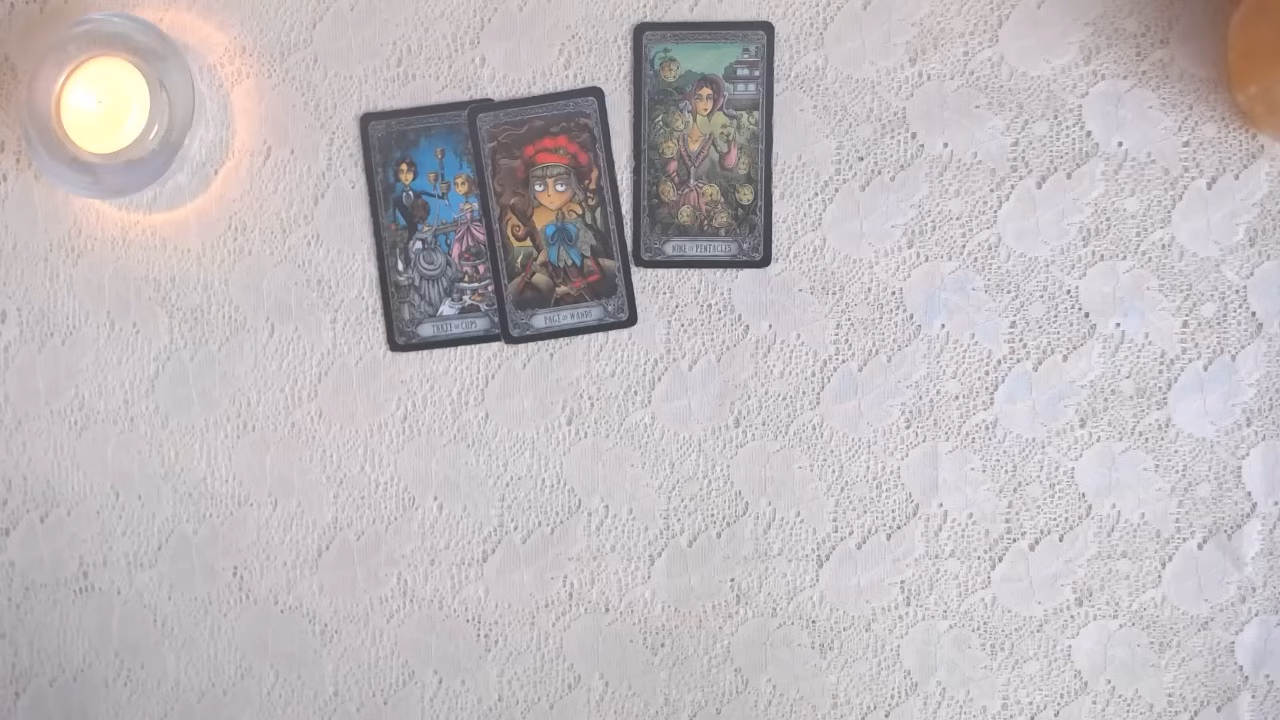 THREE OF CUPS
PAGE OF WANDS
NINE OF PENTACLES